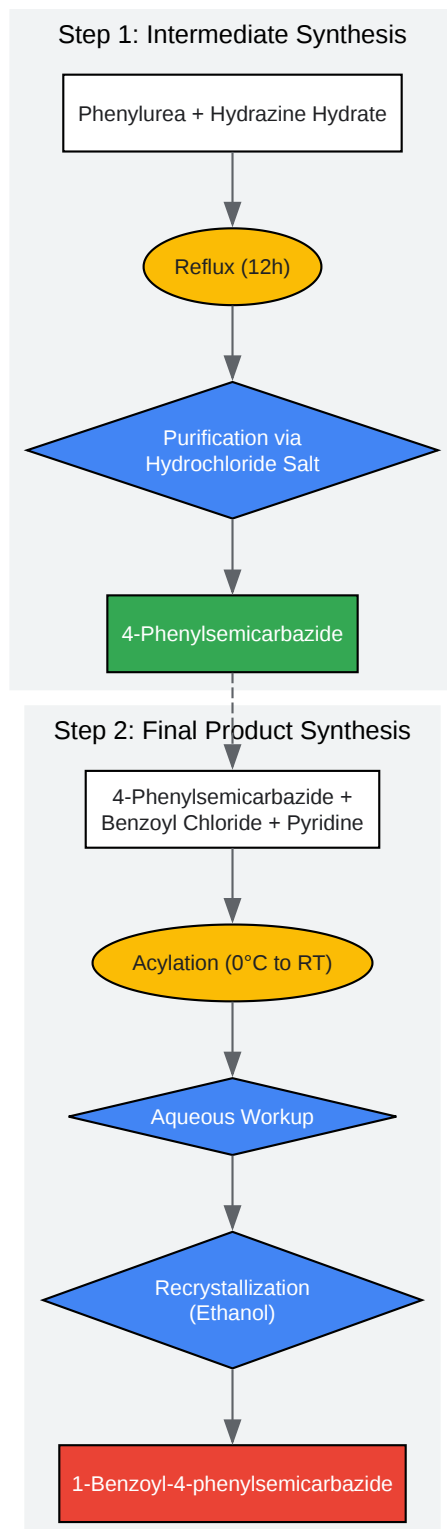 Step 1: Intermediate Synthesis
Phenylurea + Hydrazine Hydrate
Reflux (12h)
Purification via
Hydrochloride Salt
4-Phenylsemicarbazide
Step 2: Final Product Synthesis
4-Phenylsemicarbazide +
Benzoyl Chloride + Pyridine
Acylation (0°C to RT)
Aqueous Workup
Recrystallization
(Ethanol)
1-Benzoyl-4-phenylsemicarbazide